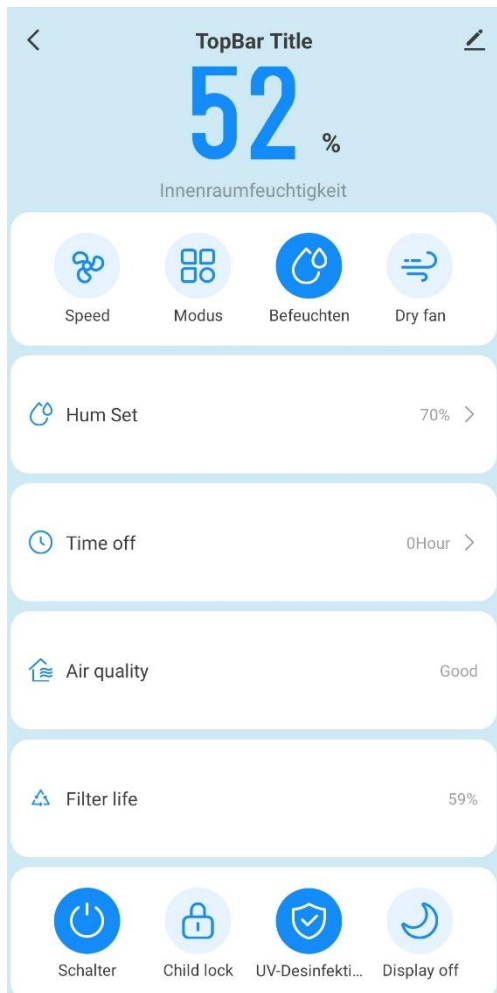 TopBar Title
52 %
Innenraumfeuchtigkeit
Speed Modus Befeuchten Dry fan
Hum Set 70%
Time off 0Hour
Air quality Good
Filter life 59%
Schalter Child lock UV-Desinfekti... Display off